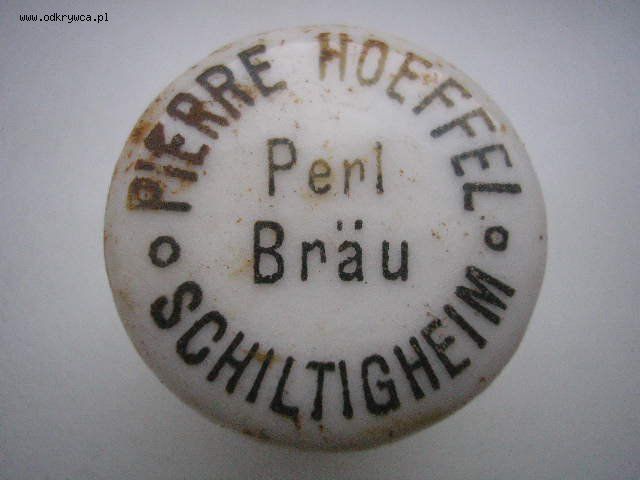 www.odkrywca.pl
PIERRE HOEFFEL
Perl
Bräu
SCHILTIGHEIM